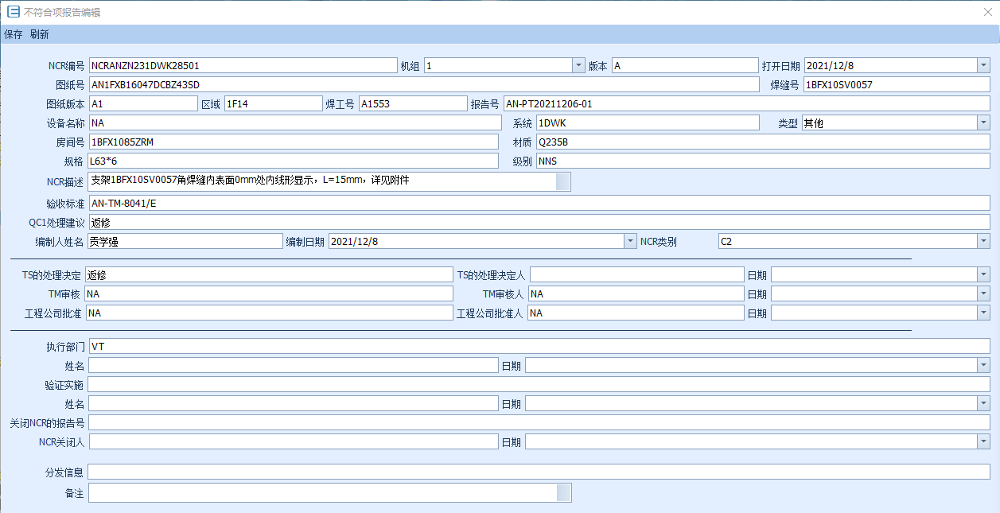 不符合项报告编辑
保存 刷新
NCR编号 NCRANZN231DWK28501 机组 1 版本 A 打开日期 2021/12/8
图纸号 AN1FXB16047DCBZ43SD 焊缝号 1BFX10SV0057
图纸版本 A1 区域 1F14 焊工号 A1553 报告号 AN-PT20211206-01
设备名称 NA 系统 1DWK 类型 其他
房间号 1BFX1085ZRM 材质 Q235B
规格 L63*6 级别 NNS
NCR描述 支架1BFX10SV0057角焊缝内表面0mm处内线形显示，L=15mm，详见附件
验收标准 AN-TM-8041/E
QC1处理建议 返修
编制人姓名 贡学强 编制日期 2021/12/8 NCR类别 C2
TS的处理决定 返修 TS的处理决定人 日期
TM审核 NA TM审核人 NA 日期
工程公司批准 NA 工程公司批准人 NA 日期
执行部门 VT
姓名 日期
验证实施
姓名 日期
关闭NCR的报告号
NCR关闭人 日期
分发信息
备注